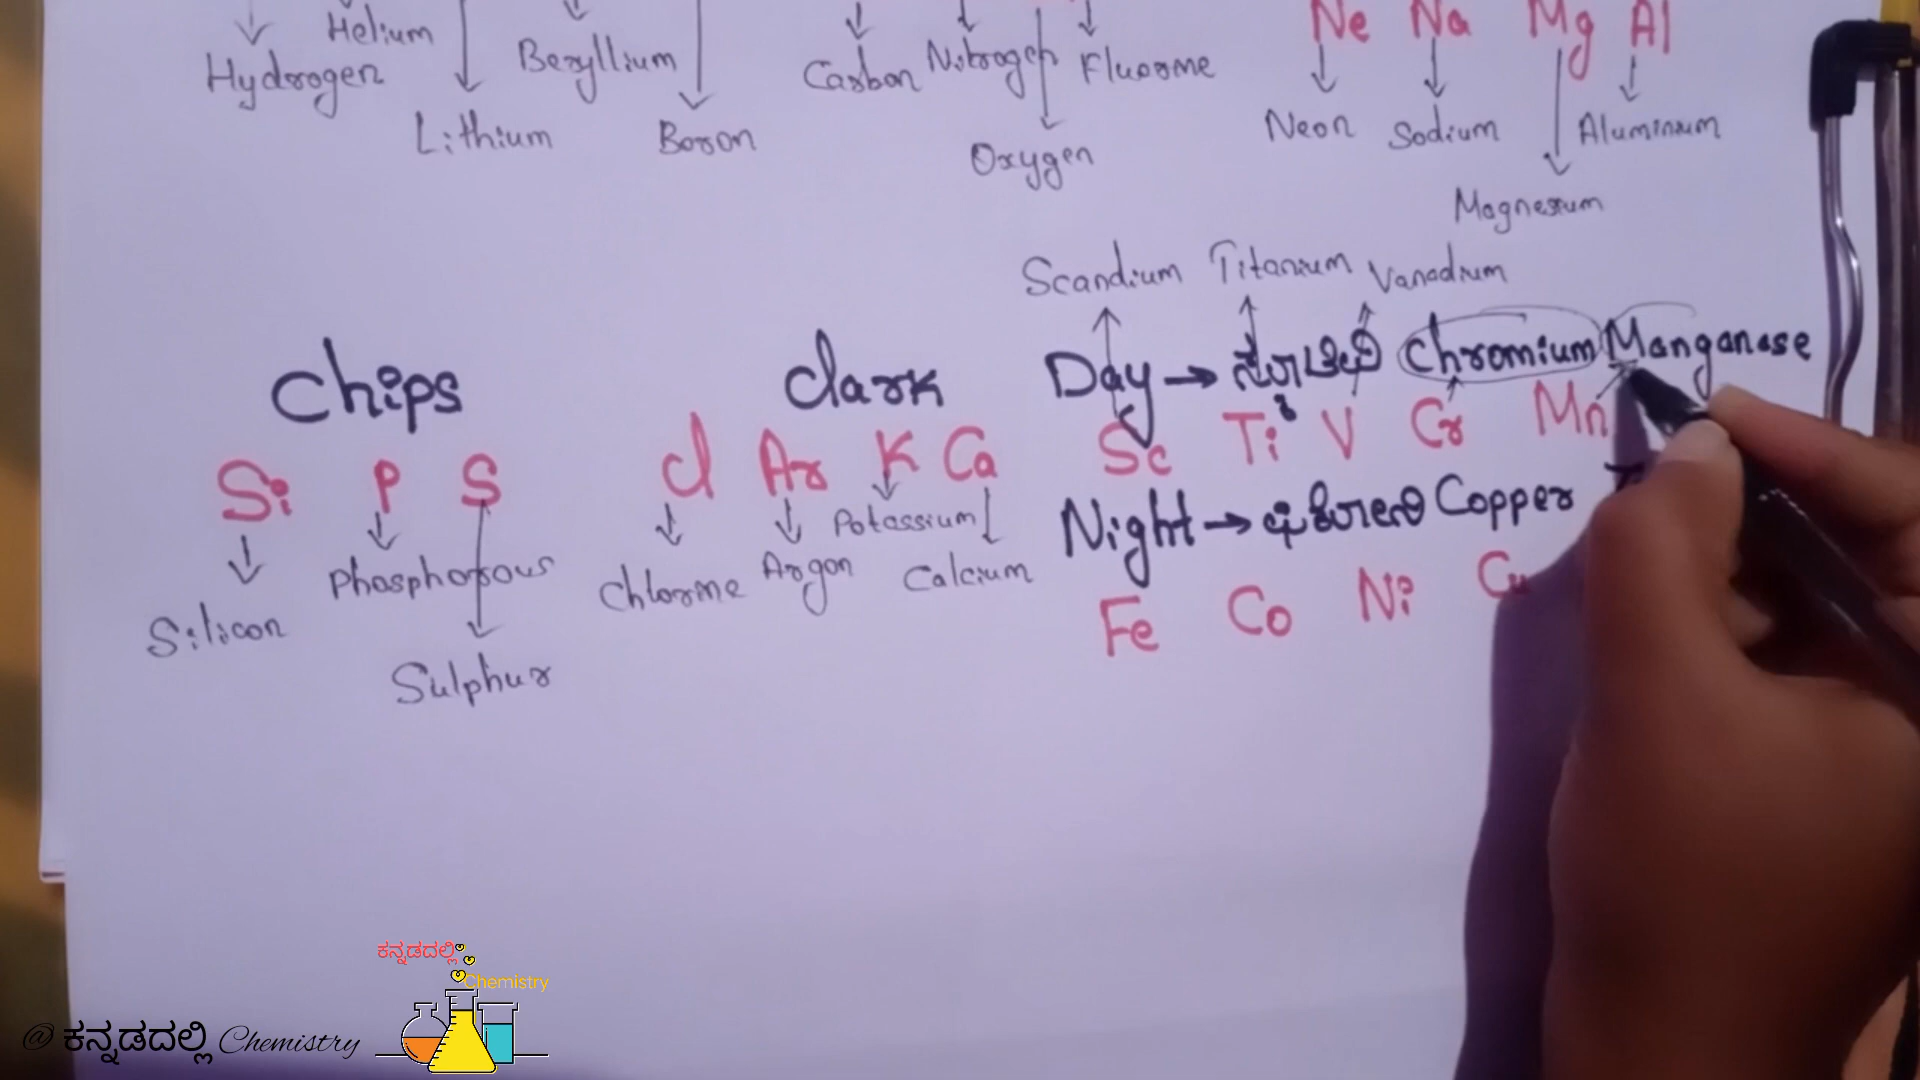 Ne Na Mg Al
Helium Beryllium Carbon Nitrogen Fluorine
Hydrogen Lithium Boron Oxygen Neon Sodium Aluminium
Magnesium
Scandium Titanium Vanadium
Chips Clark Day → Chromium Manganase
Si P S Cl Ar K Ca Sc Ti V Cr Mn
Night → Copper
Silicon Phosphorous Sulphur Chlorine Argon Potassium Calcium
Fe Co Ni Cu
ಕನ್ನಡದಲ್ಲಿ
Chemistry
@ ಕನ್ನಡದಲ್ಲಿ Chemistry